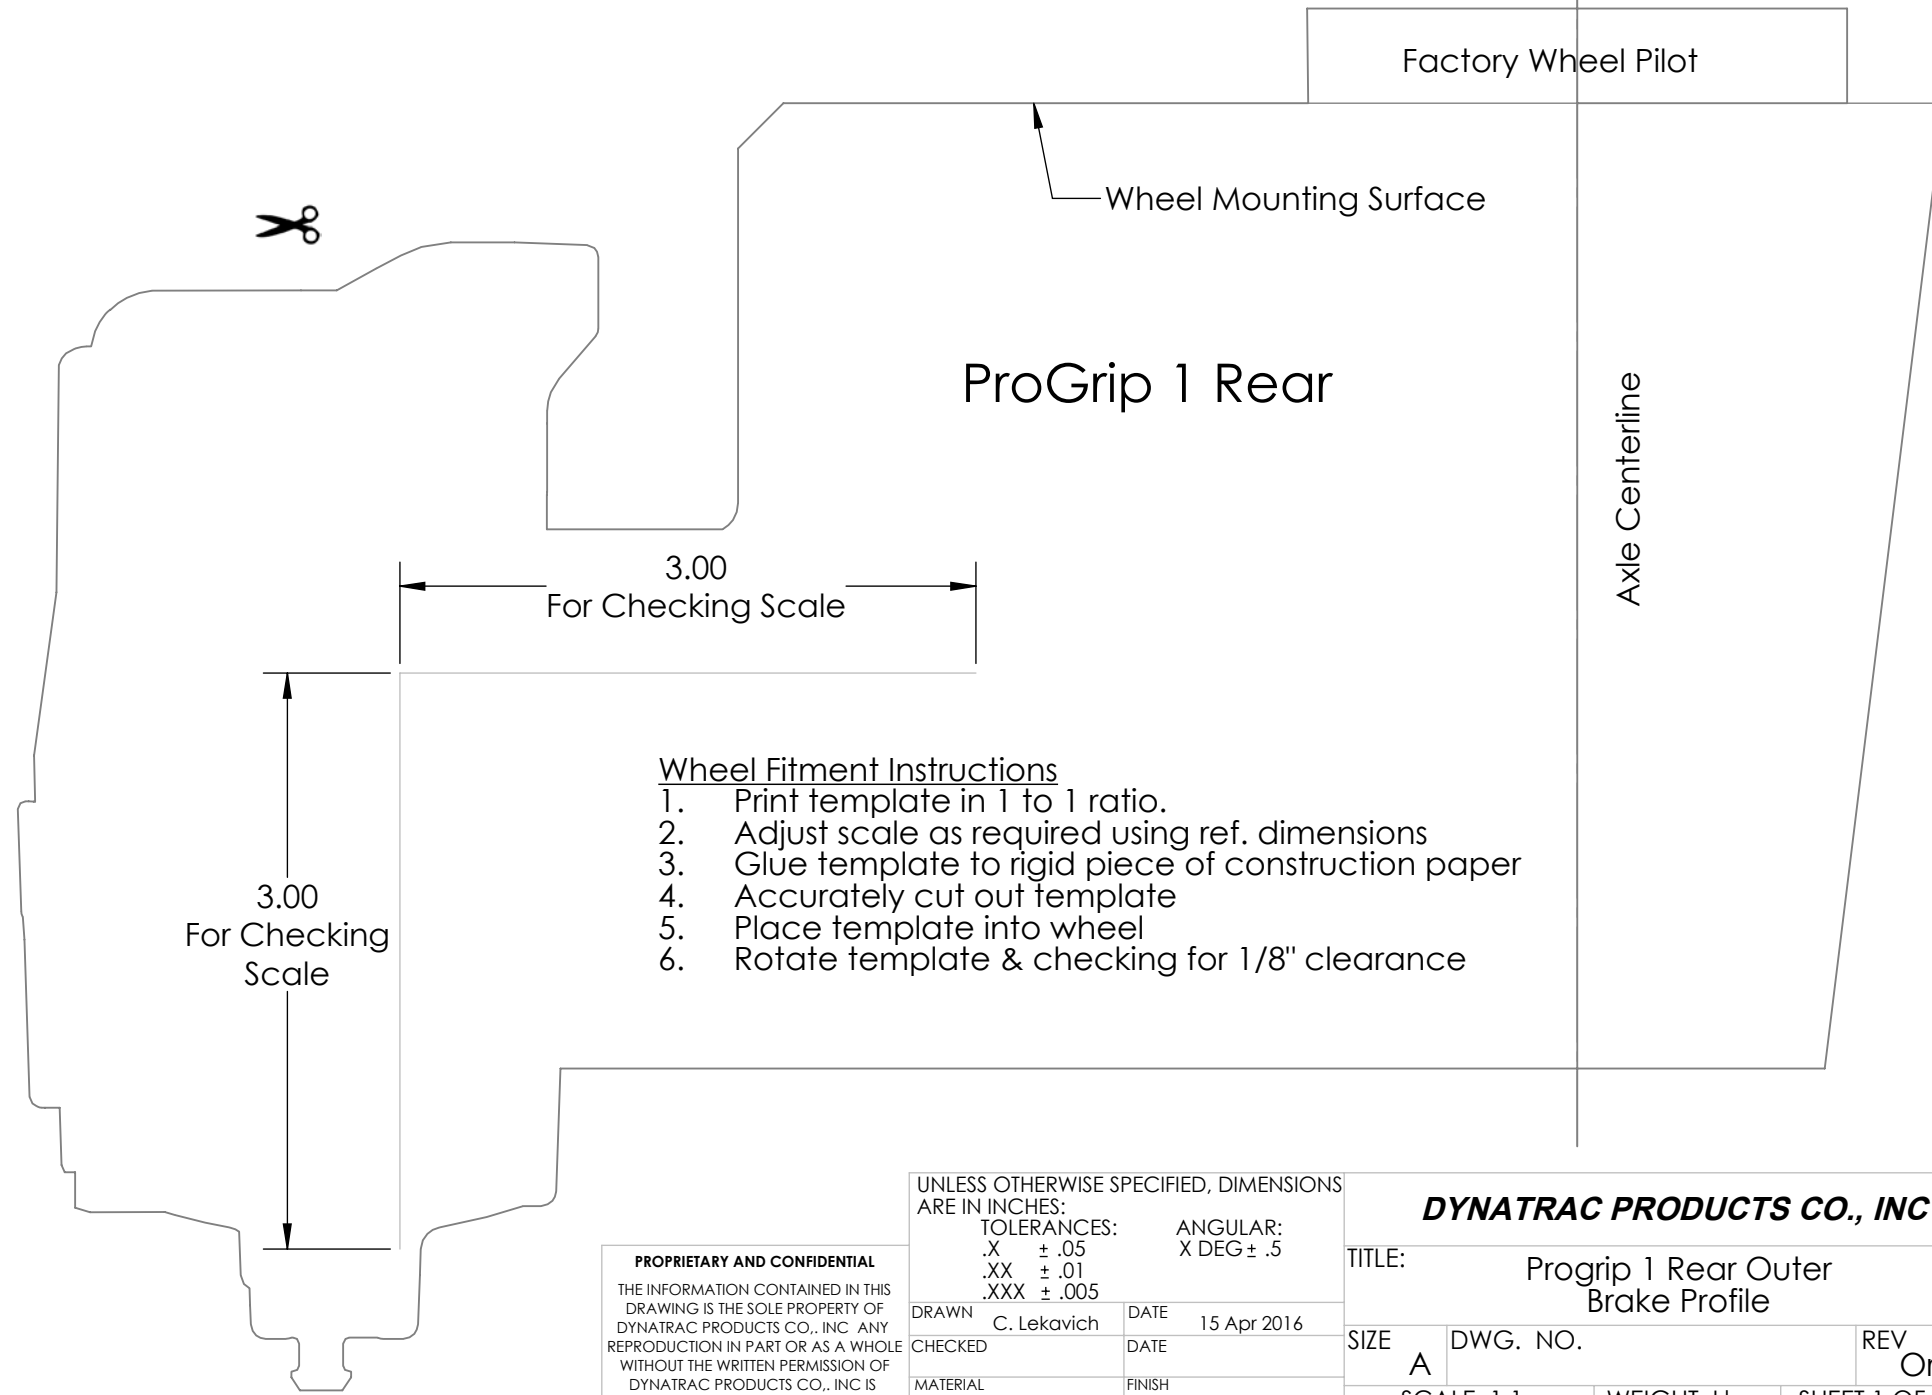 Factory Wheel Pilot
Wheel Mounting Surface
ProGrip 1 Rear
Axle Centerline
3.00
For Checking Scale
3.00
For Checking
Scale
Wheel Fitment Instructions
1. Print template in 1 to 1 ratio.
2. Adjust scale as required using ref. dimensions
3. Glue template to rigid piece of construction paper
4. Accurately cut out template
5. Place template into wheel
6. Rotate template & checking for 1/8" clearance
PROPRIETARY AND CONFIDENTIAL
THE INFORMATION CONTAINED IN THIS
DRAWING IS THE SOLE PROPERTY OF
DYNATRAC PRODUCTS CO,. INC ANY
REPRODUCTION IN PART OR AS A WHOLE
WITHOUT THE WRITTEN PERMISSION OF
DYNATRAC PRODUCTS CO,. INC IS
UNLESS OTHERWISE SPECIFIED, DIMENSIONS
ARE IN INCHES:
TOLERANCES: ANGULAR:
.X ± .05 X DEG ± .5
.XX ± .01
.XXX ± .005
DRAWN C. Lekavich DATE 15 Apr 2016
CHECKED DATE
MATERIAL FINISH
DYNATRAC PRODUCTS CO., INC
TITLE:
Progrip 1 Rear Outer
Brake Profile
SIZE A DWG. NO. REV
SHEET 1 OF